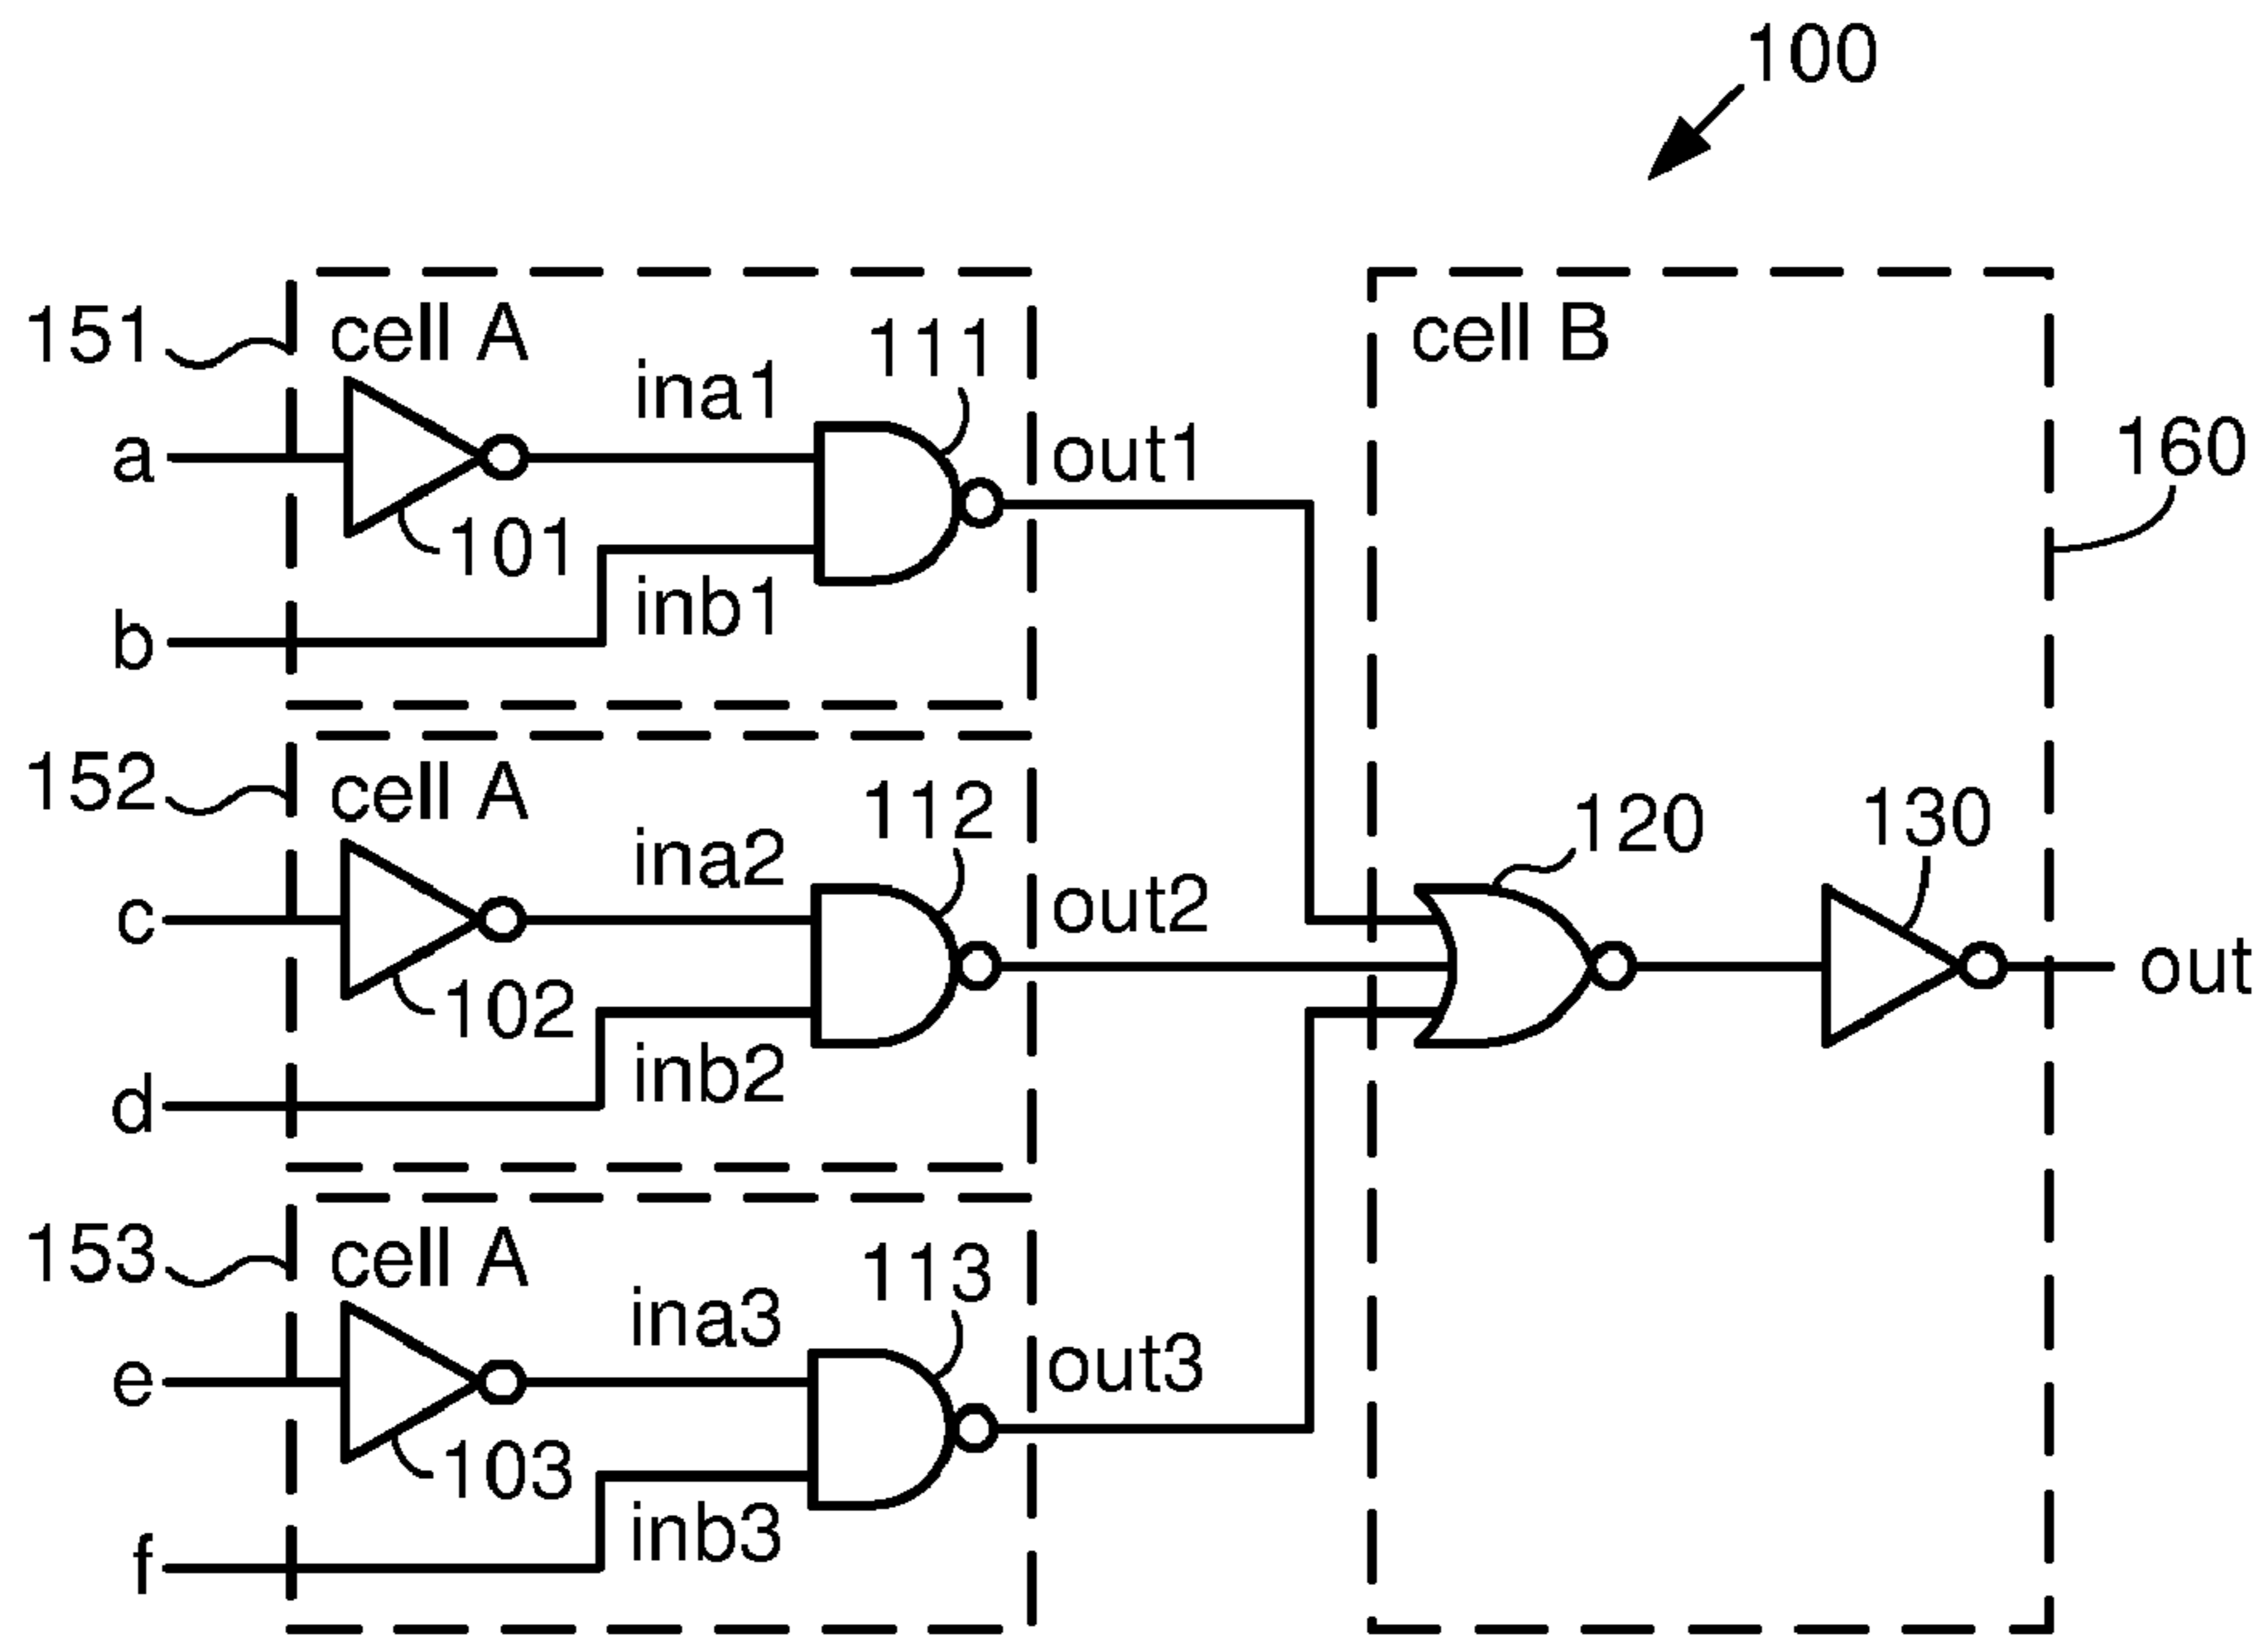 100
151
cell A
111
cell B
ina1
a
out1
160
101
inb1
b
152
cell A
112
120
130
ina2
c
out2
out
102
inb2
d
153
cell A
113
ina3
e
out3
103
inb3
f